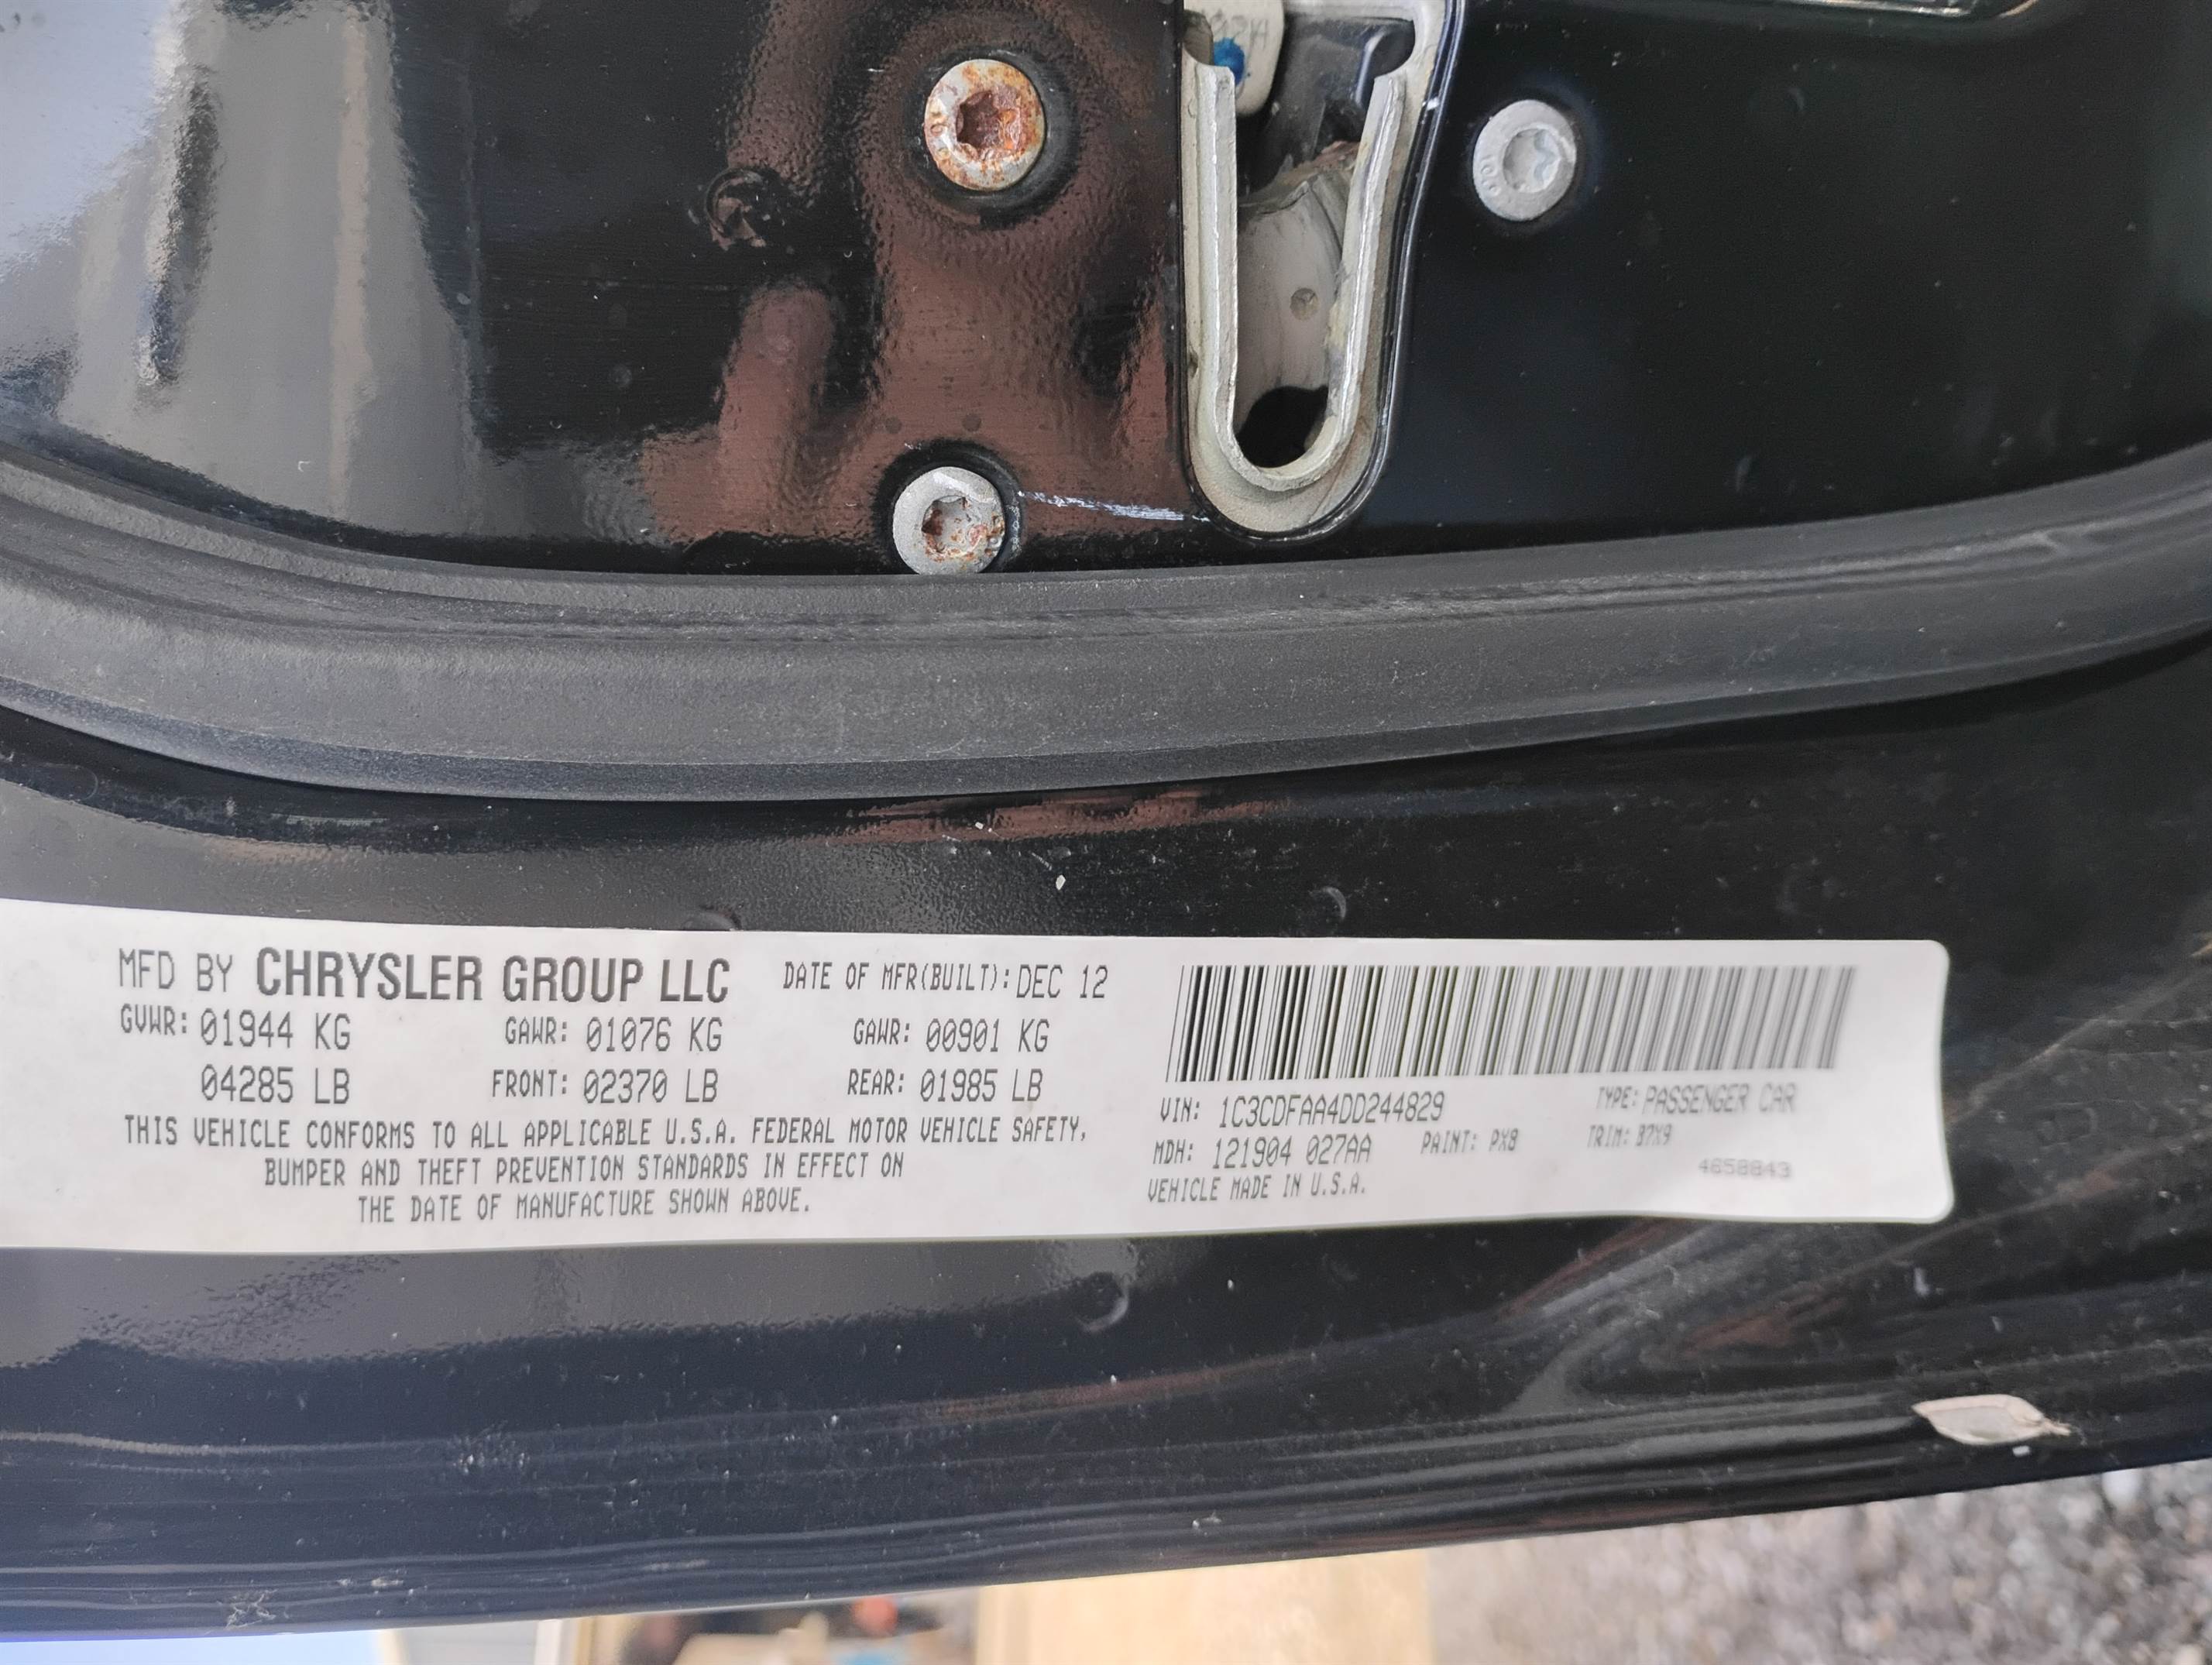 MFD BY CHRYSLER GROUP LLC DATE OF MFR(BUILT): DEC 12
GVWR: 01944 KG GAWR: 01076 KG GAWR: 00901 KG
04285 LB FRONT: 02370 LB REAR: 01985 LB
THIS VEHICLE CONFORMS TO ALL APPLICABLE U.S.A. FEDERAL MOTOR VEHICLE SAFETY,
BUMPER AND THEFT PREVENTION STANDARDS IN EFFECT ON
THE DATE OF MANUFACTURE SHOWN ABOVE.
VIN: 1C3CDFAA4DD244829 TYPE: PASSENGER CAR
MDH: 121904 027AA PAINT: PX8 TRIM: B7X9
VEHICLE MADE IN U.S.A. 4658843